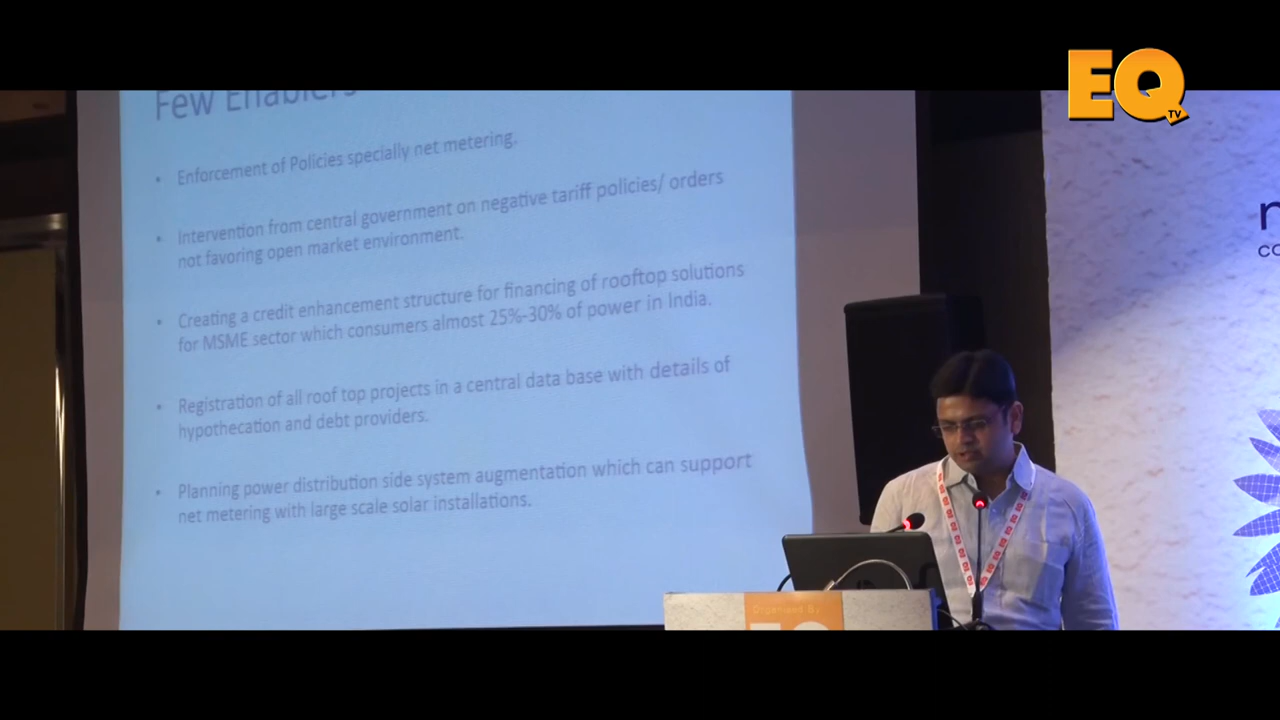 EQ
TV
Few Enablers
• Enforcement of Policies specially net metering.
• Intervention from central government on negative tariff policies/ orders
not favoring open market environment.
• Creating a credit enhancement structure for financing of rooftop solutions
for MSME sector which consumers almost 25%-30% of power in India.
• Registration of all roof top projects in a central data base with details of
hypothecation and debt providers.
• Planning power distribution side system augmentation which can support
net metering with large scale solar installations.
Organised By
EQ